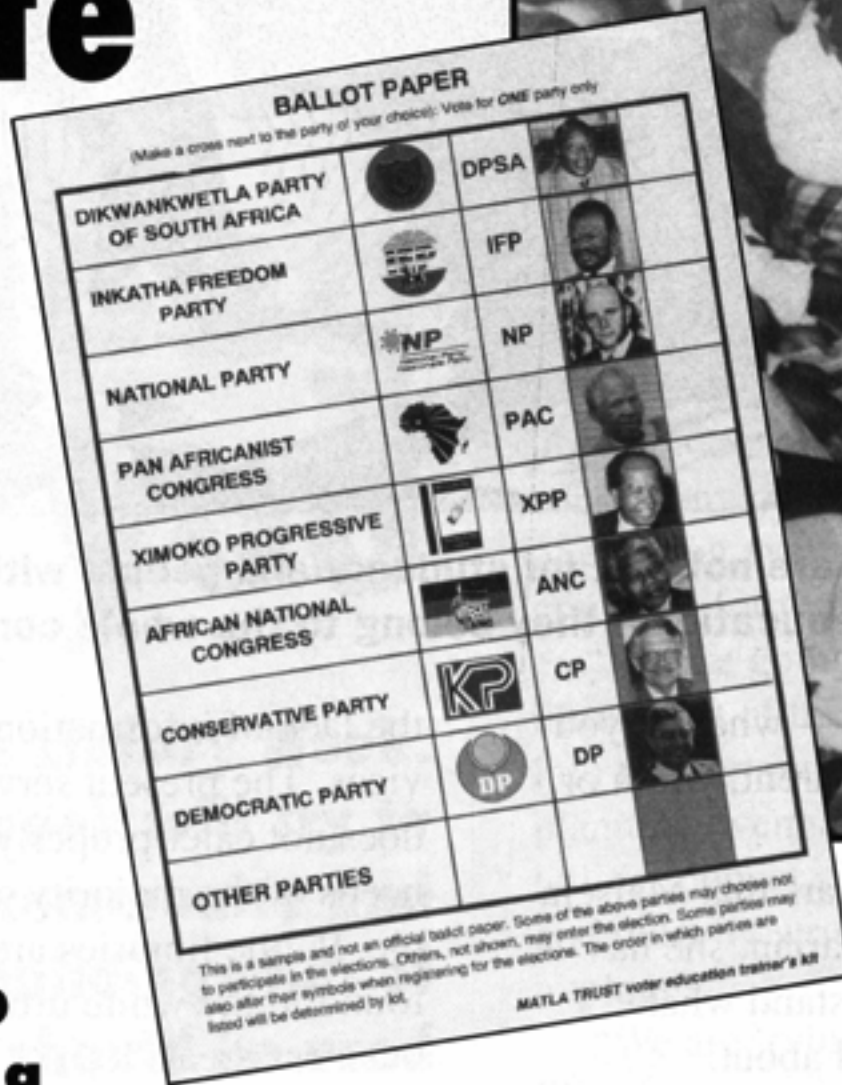 fe
BALLOT PAPER
(Make a cross next to the party of your choice): Vote for ONE party only
DIKWANKWETLA PARTY
OF SOUTH AFRICA
DPSA
INKATHA FREEDOM
PARTY
IFP
NATIONAL PARTY
NP
NP
PAN AFRICANIST
CONGRESS
PAC
XIMOKO PROGRESSIVE
PARTY
XPP
AFRICAN NATIONAL
CONGRESS
ANC
CONSERVATIVE PARTY
KP
CP
DEMOCRATIC PARTY
DP
DP
OTHER PARTIES
This is a sample and not an official ballot paper. Some of the above parties may choose not
to participate in the elections. Others, not shown, may enter the election. Some parties may
also alter their symbols when registering for the elections. The order in which parties are
listed will be determined by lot.
MATLA TRUST voter education trainer's kit